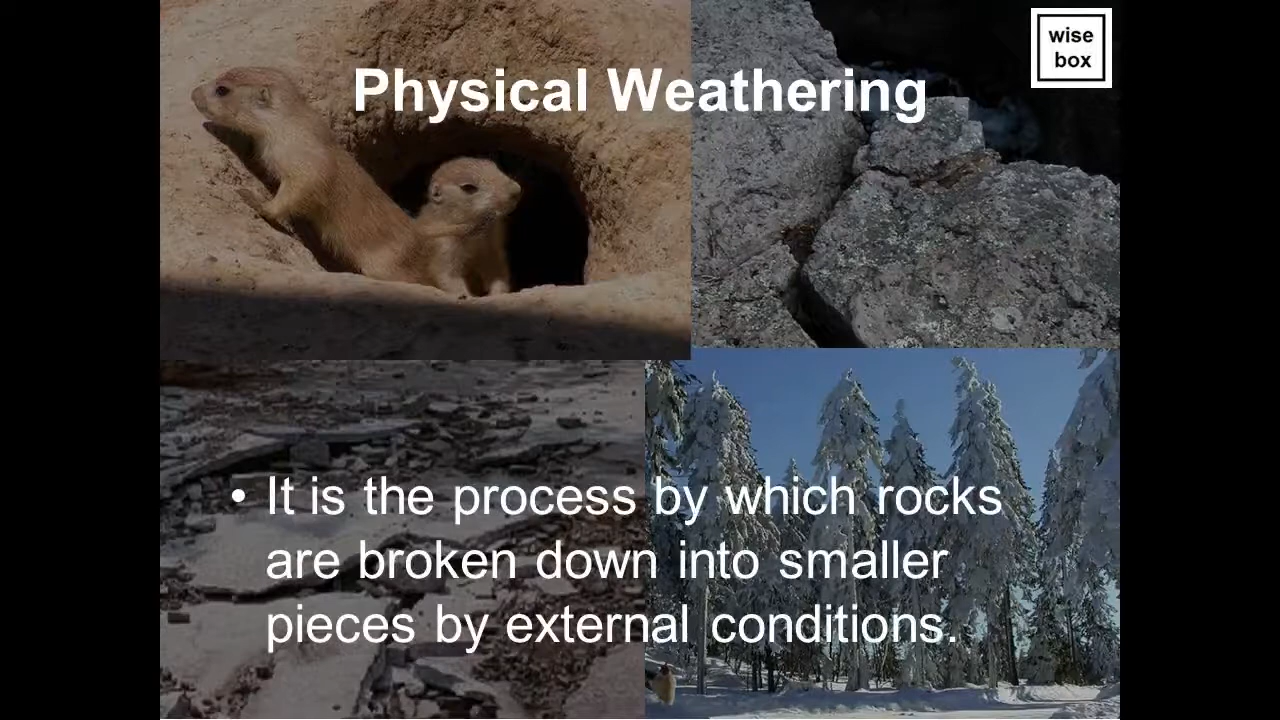 wise
box
Physical Weathering
• It is the process by which rocks
are broken down into smaller
pieces by external conditions.